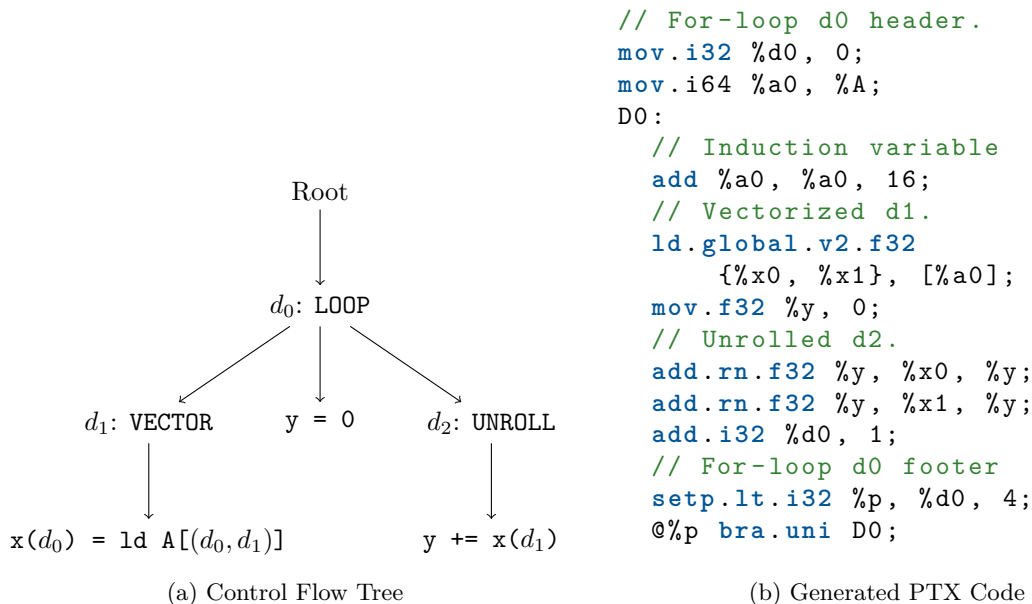 Root
d₀: LOOP
d₁: VECTOR
y = 0
d₂: UNROLL
x(d₀) = ld A[(d₀, d₁)]
y += x(d₁)
(a) Control Flow Tree
// For-loop d0 header.
mov.i32 %d0, 0;
mov.i64 %a0, %A;
D0:
// Induction variable
add %a0, %a0, 16;
// Vectorized d1.
ld.global.v2.f32
{%x0, %x1}, [%a0];
mov.f32 %y, 0;
// Unrolled d2.
add.rn.f32 %y, %x0, %y;
add.rn.f32 %y, %x1, %y;
add.i32 %d0, 1;
// For-loop d0 footer
setp.lt.i32 %p, %d0, 4;
@%p bra.uni D0;
(b) Generated PTX Code